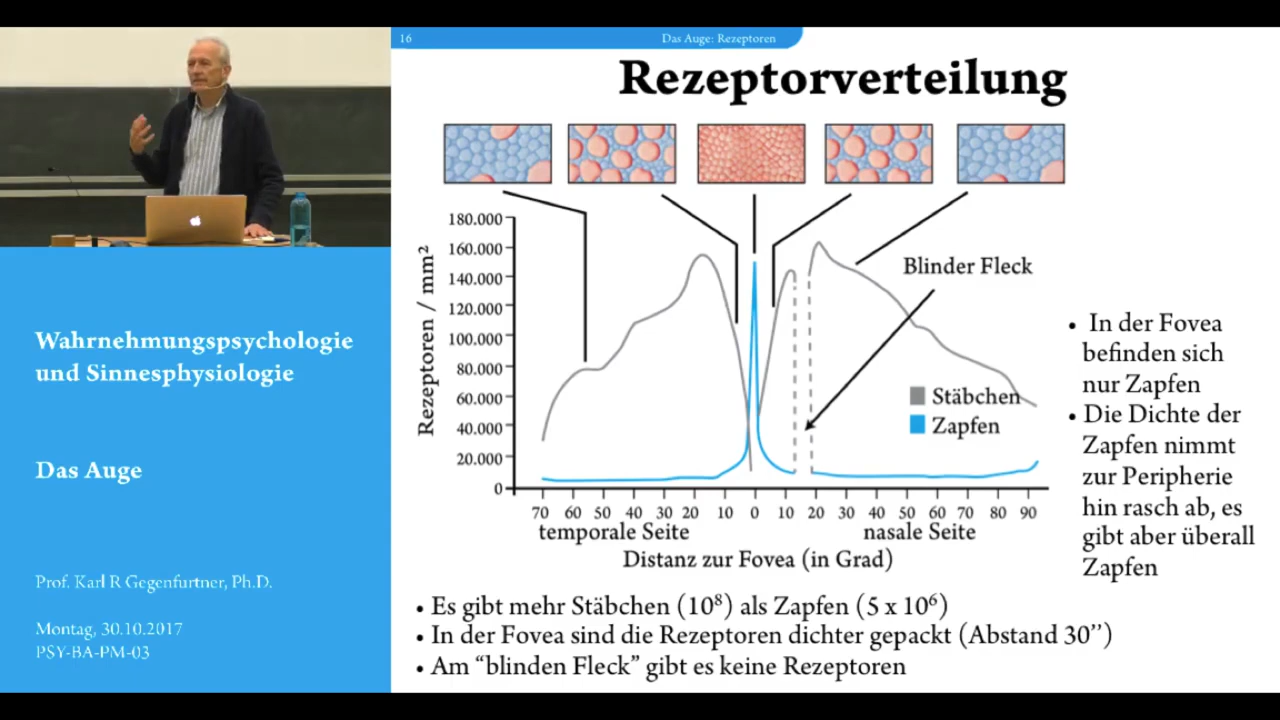 16
Das Auge: Rezeptoren
Rezeptorverteilung
Rezeptoren / mm²
180.000
160.000
140.000
120.000
100.000
80.000
60.000
40.000
20.000
0
Blinder Fleck
Stäbchen
Zapfen
70 60 50 40 30 20 10 0 10 20 30 40 50 60 70 80 90
temporale Seite nasale Seite
Distanz zur Fovea (in Grad)
• In der Fovea
befinden sich
nur Zapfen
• Die Dichte der
Zapfen nimmt
zur Peripherie
hin rasch ab, es
gibt aber überall
Zapfen
• Es gibt mehr Stäbchen (10⁸) als Zapfen (5 x 10⁶)
• In der Fovea sind die Rezeptoren dichter gepackt (Abstand 30’’)
• Am “blinden Fleck” gibt es keine Rezeptoren
Wahrnehmungspsychologie
und Sinnesphysiologie
Das Auge
Prof. Karl R Gegenfurtner, Ph.D.
Montag, 30.10.2017
PSY-BA-PM-03